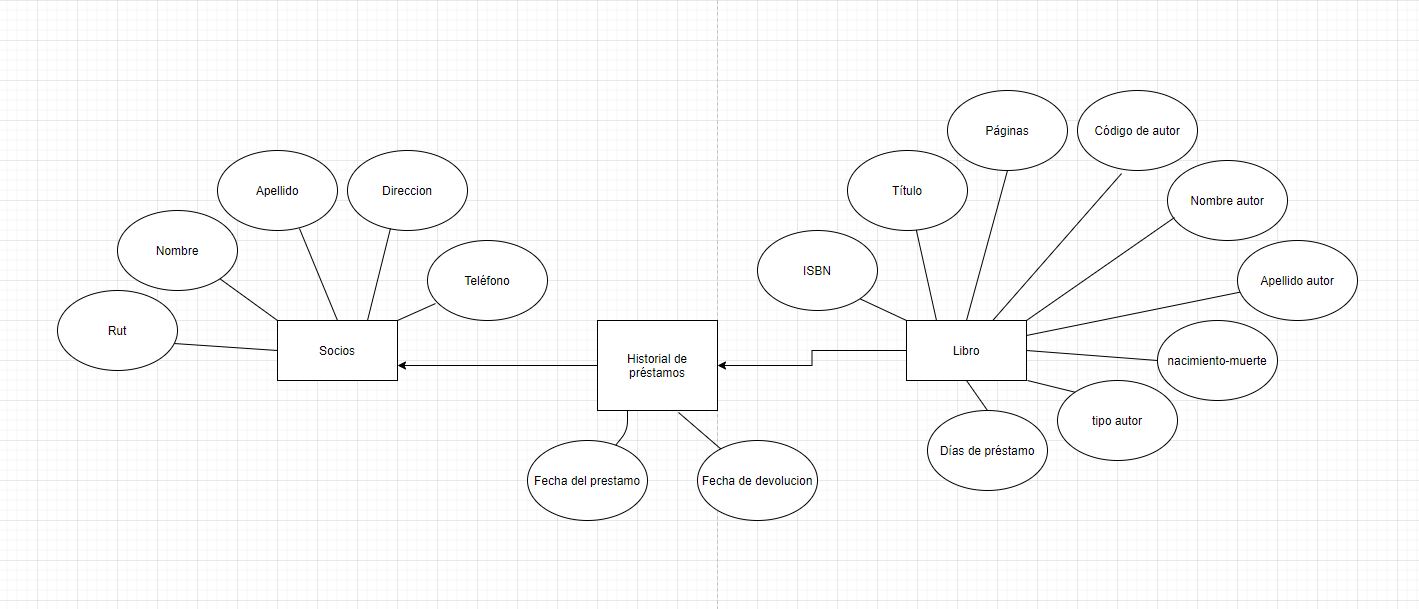 Páginas
Código de autor
Apellido
Direccion
Título
Nombre autor
Nombre
Teléfono
ISBN
Apellido autor
Rut
Socios
Historial de
préstamos
Libro
nacimiento-muerte
tipo autor
Días de préstamo
Fecha del prestamo
Fecha de devolucion